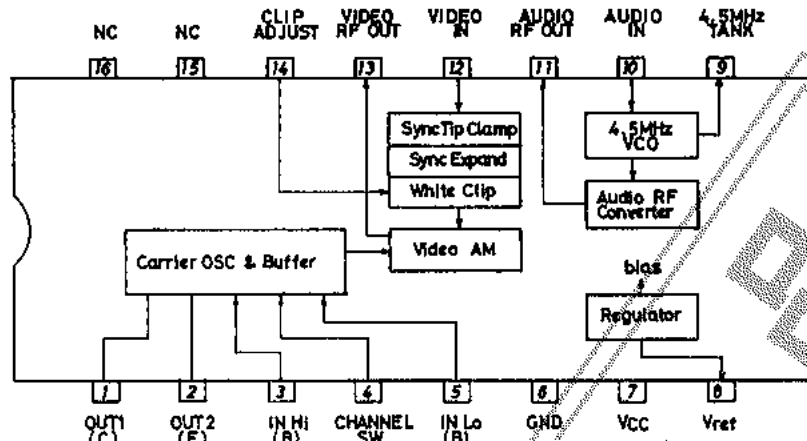 NC
NC
CLIP ADJUST
VIDEO RF OUT
VIDEO IN
AUDIO RF OUT
AUDIO IN
4.5MHz TANK
16
15
14
13
12
11
10
9
Sync Tip Clamp
Sync Expand
White Clip
4.5MHz VCO
Audio RF Converter
Carrier OSC & Buffer
Video AM
bias
Regulator
1
2
3
4
5
6
7
8
OUT1 (C)
OUT2 (E)
IN Hi (B)
CHANNEL SW
IN Lo (B)
GND
VCC
Vref